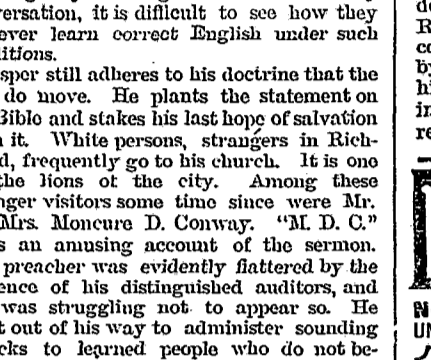 versation, it is difficult to see how they
ever learn correct English under such
ditions.
sper still adheres to his doctrine that the
do move. He plants the statement on
Bible and stakes his last hope of salvation
it. White persons, strangers in Rich-
d, frequently go to his church. It is one
the lions ot the city. Among these
nger visitors some time since were Mr.
Mrs. Moncure D. Conway. "M. D. C."
s an amusing account of the sermon.
preacher was evidently flattered by the
ence of his distinguished auditors, and
was struggling not to appear so. He
t out of his way to administer sounding
cks to learned people who do not be-